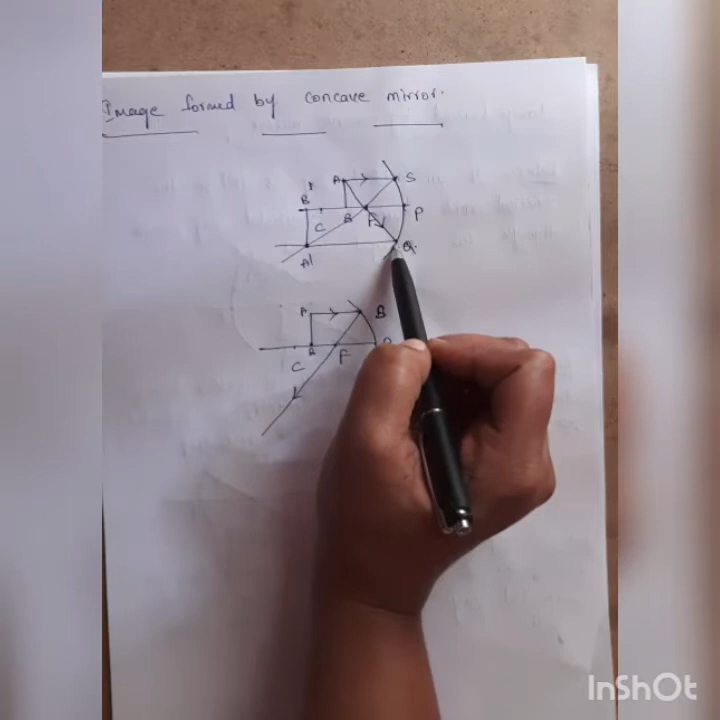 Image formed by concave mirror.
A S
B'
C B F P
A' Q.
A B
C B F
InShOt